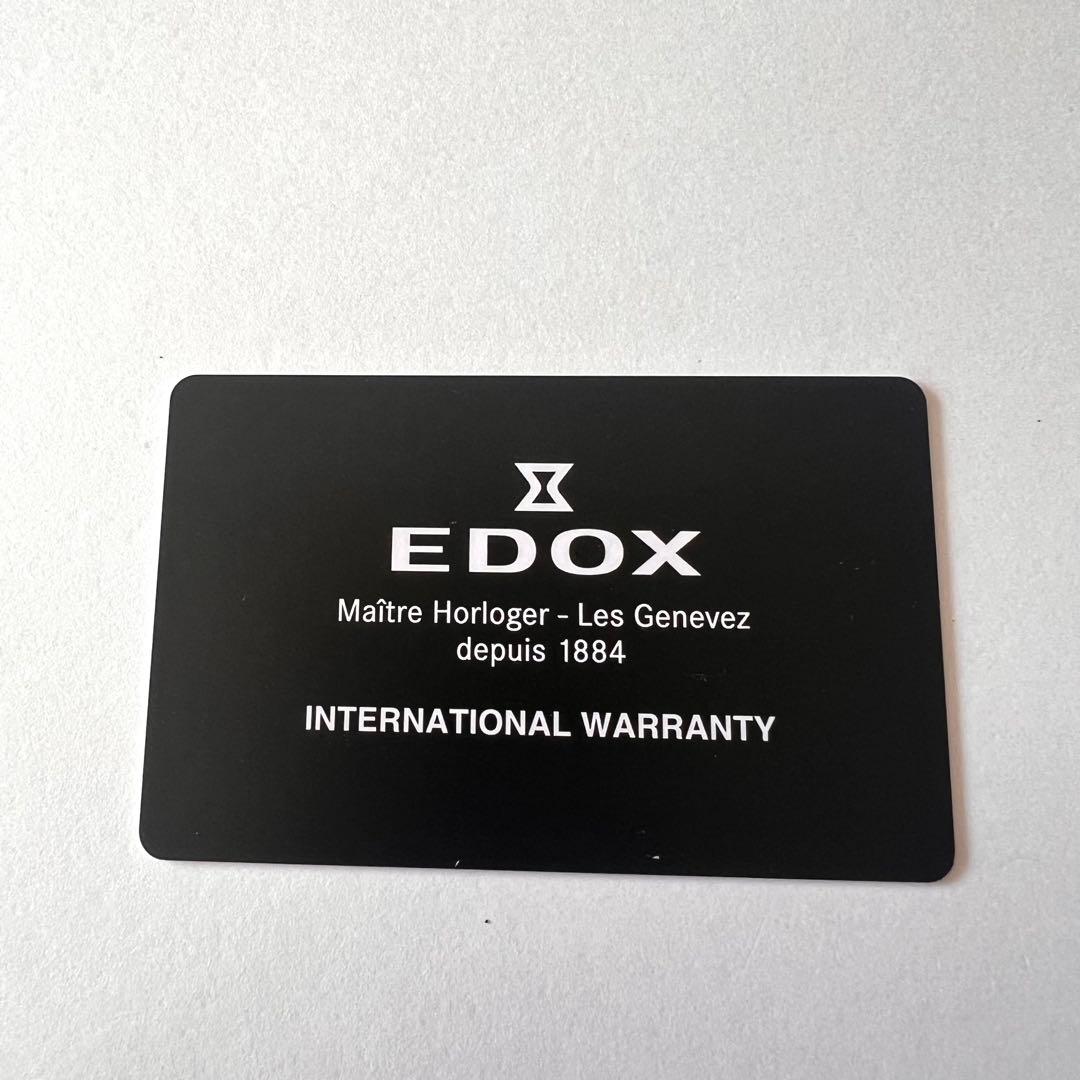 EDOX
Maître Horloger - Les Genevez
depuis 1884
INTERNATIONAL WARRANTY